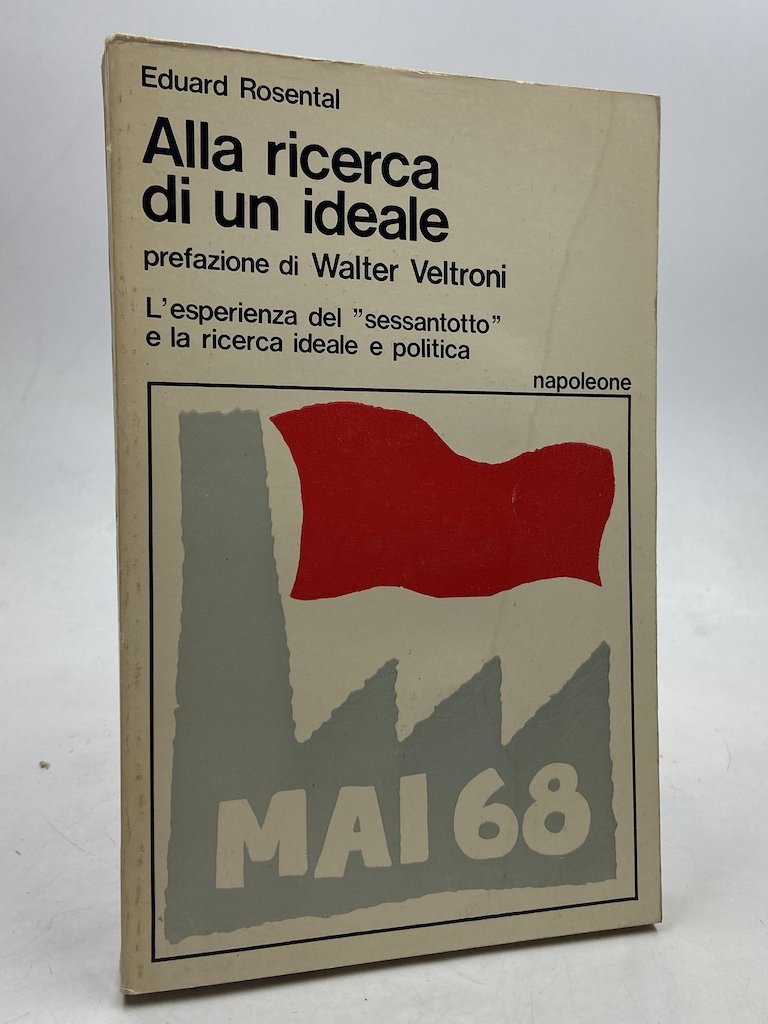 Eduard Rosental
Alla ricerca
di un ideale
prefazione di Walter Veltroni
L'esperienza del "sessantotto"
e la ricerca ideale e politica
napoleone
MAI 68